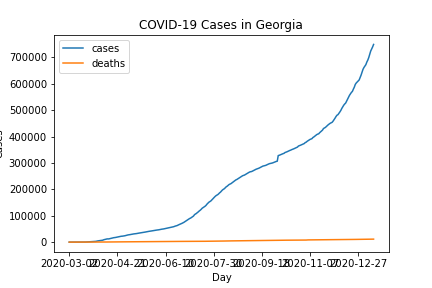 COVID-19 Cases in Georgia
cases
deaths
700000
600000
500000
400000
300000
200000
100000
0
Cases
2020-03-02 2020-04-21 2020-06-10 2020-07-30 2020-09-18 2020-11-07 2020-12-27
Day